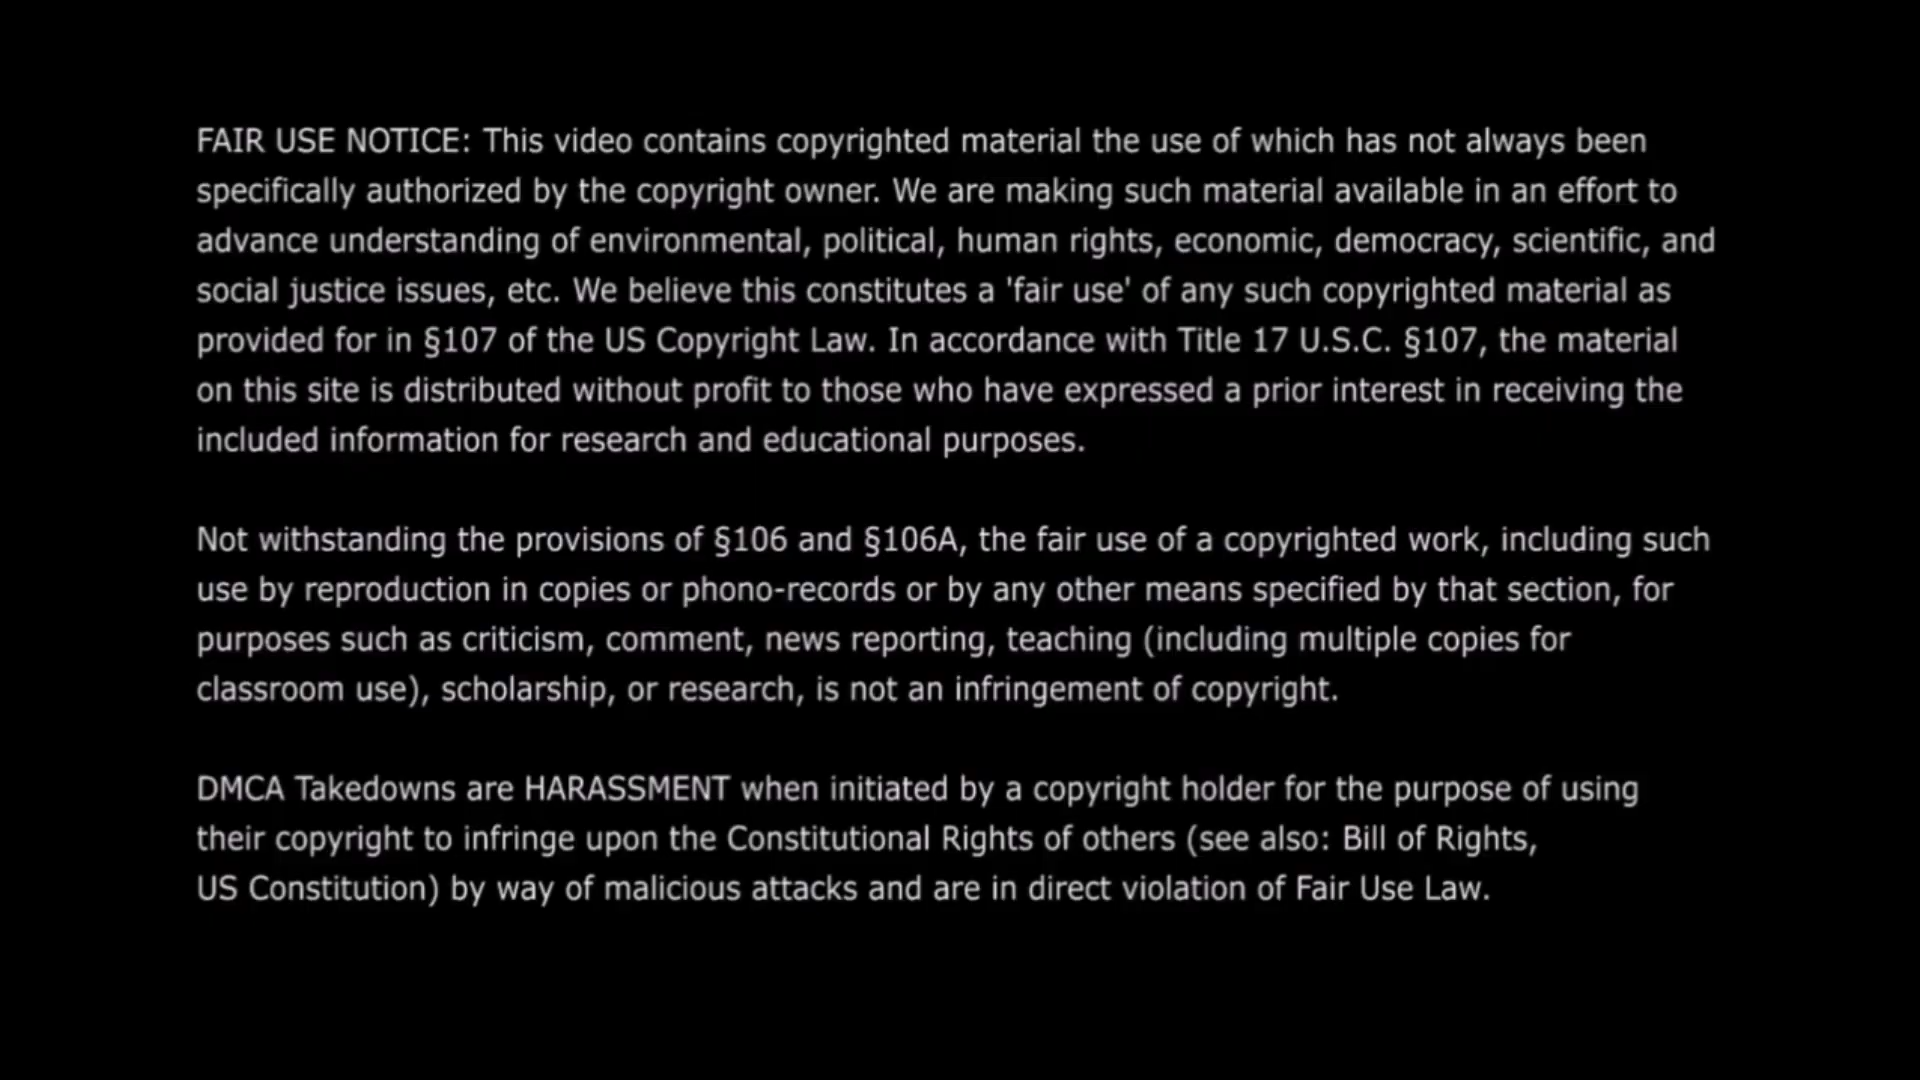 FAIR USE NOTICE: This video contains copyrighted material the use of which has not always been
specifically authorized by the copyright owner. We are making such material available in an effort to
advance understanding of environmental, political, human rights, economic, democracy, scientific, and
social justice issues, etc. We believe this constitutes a 'fair use' of any such copyrighted material as
provided for in §107 of the US Copyright Law. In accordance with Title 17 U.S.C. §107, the material
on this site is distributed without profit to those who have expressed a prior interest in receiving the
included information for research and educational purposes.
Not withstanding the provisions of §106 and §106A, the fair use of a copyrighted work, including such
use by reproduction in copies or phono-records or by any other means specified by that section, for
purposes such as criticism, comment, news reporting, teaching (including multiple copies for
classroom use), scholarship, or research, is not an infringement of copyright.
DMCA Takedowns are HARASSMENT when initiated by a copyright holder for the purpose of using
their copyright to infringe upon the Constitutional Rights of others (see also: Bill of Rights,
US Constitution) by way of malicious attacks and are in direct violation of Fair Use Law.